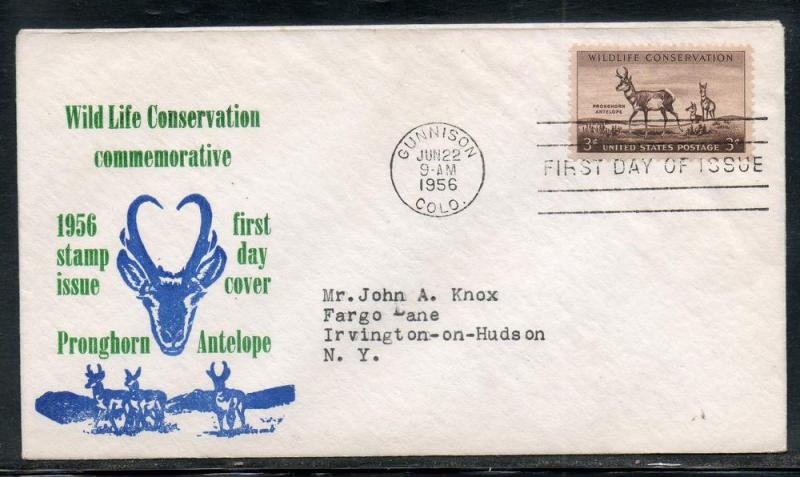 Wild Life Conservation
commemorative
1956 first
stamp day
issue cover
Pronghorn Antelope
GUNNISON
JUN 22
9-AM
1956
COLO.
WILDLIFE CONSERVATION
PRONGHORN
ANTELOPE
3¢ UNITED STATES POSTAGE 3¢
FIRST DAY OF ISSUE
Mr. John A. Knox
Fargo Lane
Irvington-on-Hudson
N. Y.